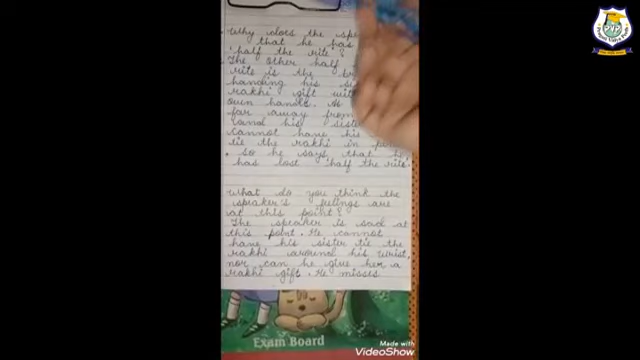 Why does the
that he has
'half the rite'?
The other half
rite is the
handing his
rakhi gift
own hands. As
far away from
and his sister
cannot have his
tie the rakhi in
So he says that he
has lost 'half the rite'.
What do you think the
speaker's feelings are
at this point?
The speaker is sad at
this point. He cannot
have his sister tie the
rakhi around his wrist,
nor can he give her a
rakhi gift. He misses
Exam Board
Made with
VideoShow